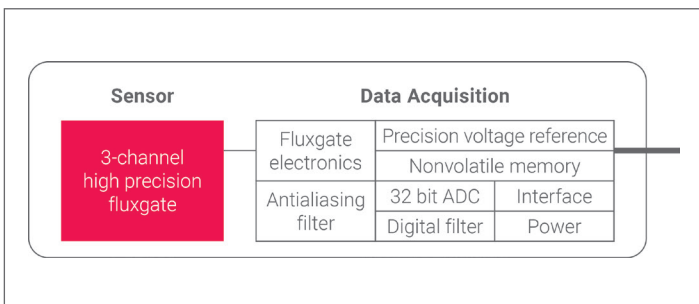 Sensor
Data Acquisition
3-channel
high precision
fluxgate
Fluxgate
electronics
Precision voltage reference
Nonvolatile memory
Antialiasing
filter
32 bit ADC
Interface
Digital filter
Power